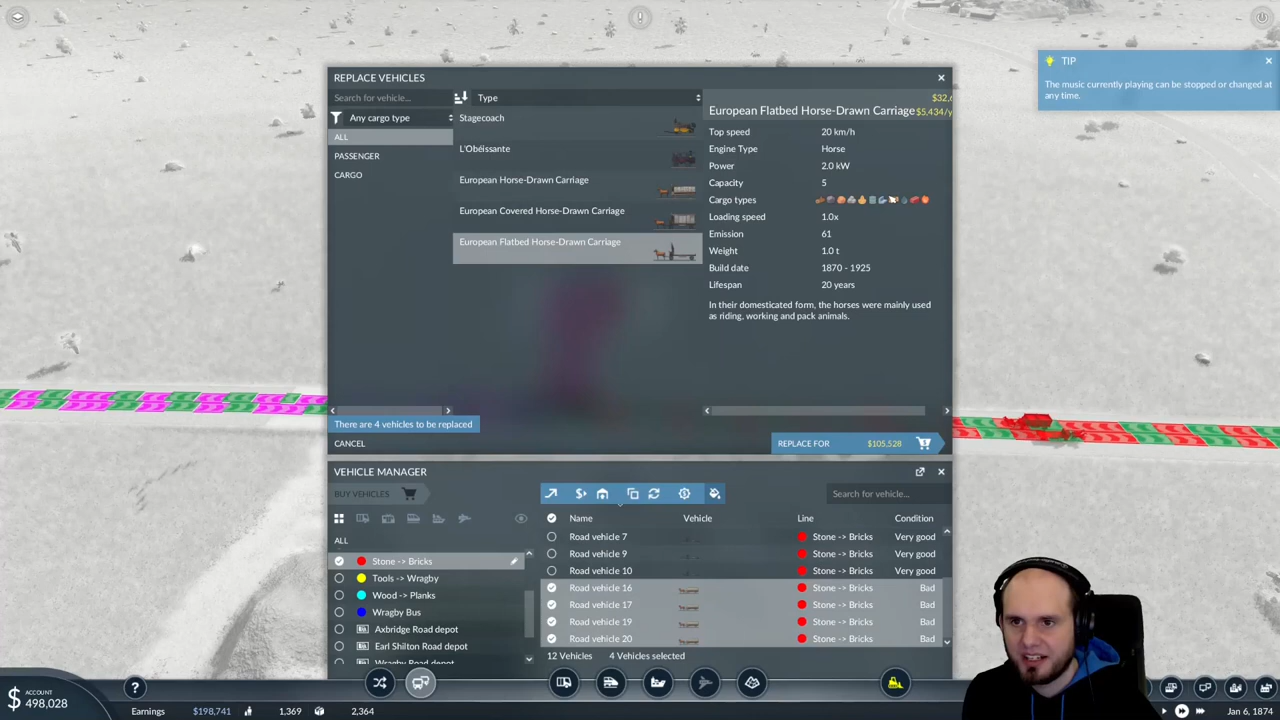 REPLACE VEHICLES
Search for vehicle...
Type
Any cargo type
ALL
PASSENGER
CARGO
Stagecoach
L'Obéissante
European Horse-Drawn Carriage
European Covered Horse-Drawn Carriage
European Flatbed Horse-Drawn Carriage
$32,6
European Flatbed Horse-Drawn Carriage $5,434/y
Top speed 20 km/h
Engine Type Horse
Power 2.0 kW
Capacity 5
Cargo types
Loading speed 1.0x
Emission 61
Weight 1.0 t
Build date 1870 - 1925
Lifespan 20 years
In their domesticated form, the horses were mainly used
as riding, working and pack animals.
There are 4 vehicles to be replaced
CANCEL
REPLACE FOR $105,528
TIP
The music currently playing can be stopped or changed at
any time.
VEHICLE MANAGER
BUY VEHICLES
Search for vehicle...
ALL
Stone -> Bricks
Tools -> Wragby
Wood -> Planks
Wragby Bus
Axbridge Road depot
Earl Shilton Road depot
Wragby Road depot
Name Vehicle Line Condition
Road vehicle 7 Stone -> Bricks Very good
Road vehicle 9 Stone -> Bricks Very good
Road vehicle 10 Stone -> Bricks Very good
Road vehicle 16 Stone -> Bricks Bad
Road vehicle 17 Stone -> Bricks Bad
Road vehicle 19 Stone -> Bricks Bad
Road vehicle 20 Stone -> Bricks Bad
12 Vehicles 4 Vehicles selected
$ ACCOUNT
498,028
?
Earnings $198,741 1,369 2,364
Jan 6, 1874